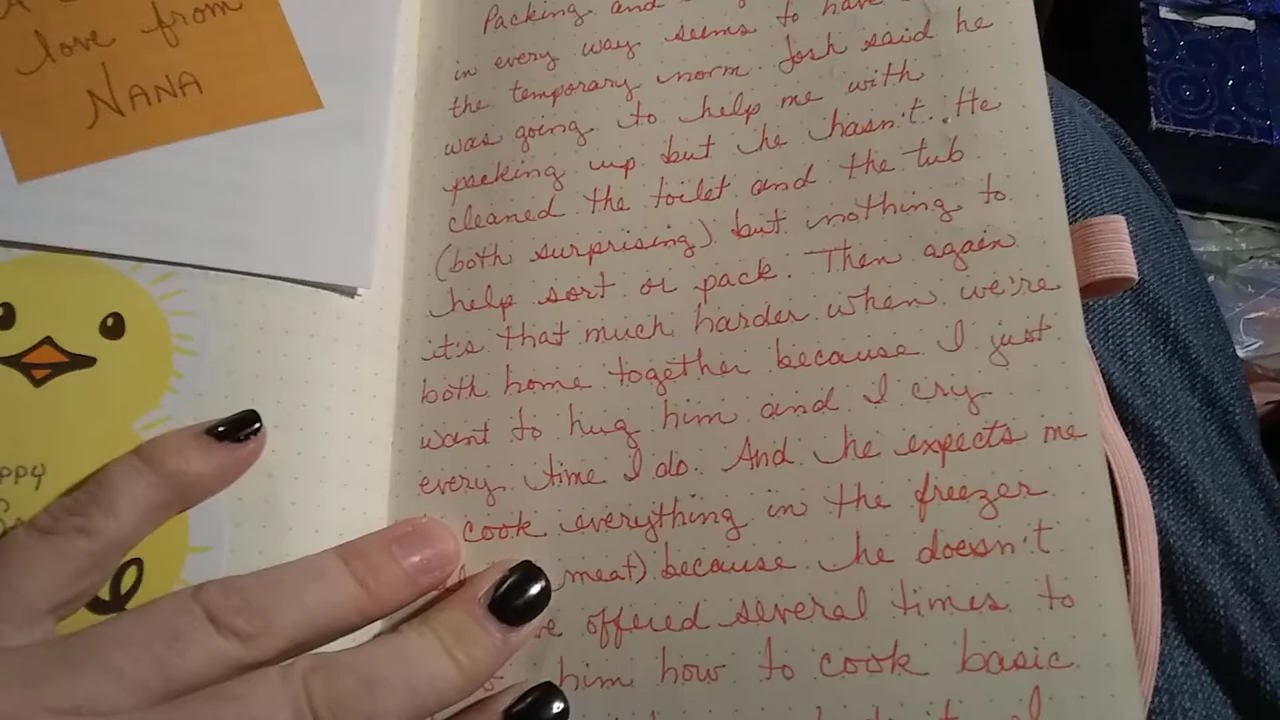 love from
NANA
PPY
Packing and
in every way seems to have
the temporary norm. Josh said he
was going to help me with
packing up but he hasn't.. He
cleaned the toilet and the tub
(both surprising) but nothing to
help sort or pack. Then again
it's that much harder when we're
both home together because I just
want to hug him and I cry
every time I do. And he expects me
cook everything in the freezer
meat) because he doesn't
offered several times to
him how to cook basic